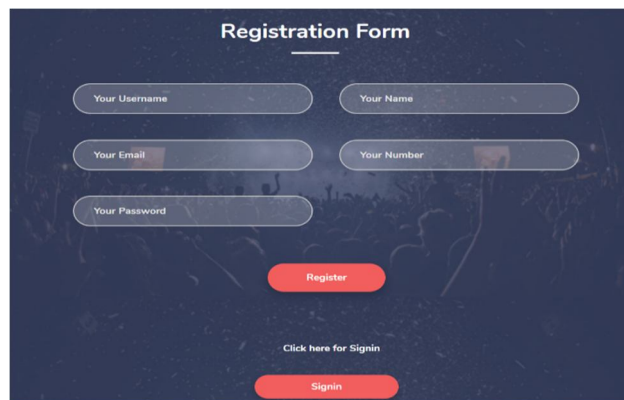 Registration Form
Your Username
Your Name
Your Email
Your Number
Your Password
Register
Click here for Signin
Signin